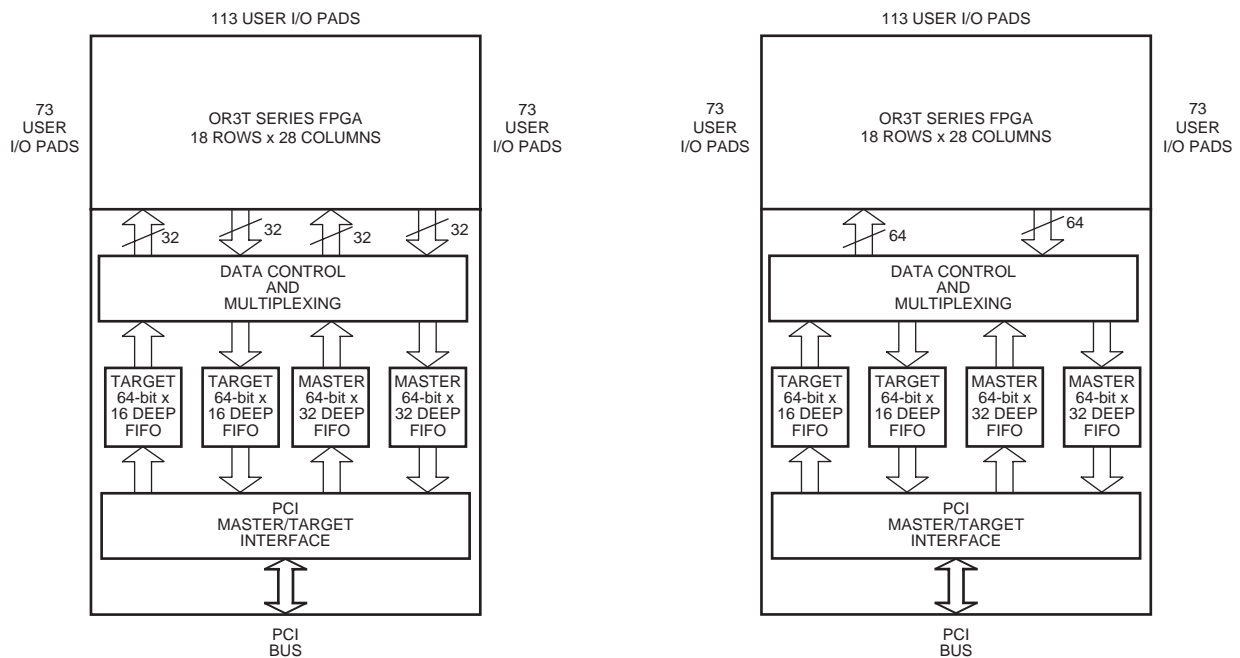 113 USER I/O PADS
73
USER
I/O PADS
OR3T SERIES FPGA
18 ROWS x 28 COLUMNS
73
USER
I/O PADS
32
32
32
32
DATA CONTROL
AND
MULTIPLEXING
TARGET
64-bit x
16 DEEP
FIFO
TARGET
64-bit x
16 DEEP
FIFO
MASTER
64-bit x
32 DEEP
FIFO
MASTER
64-bit x
32 DEEP
FIFO
PCI
MASTER/TARGET
INTERFACE
PCI
BUS
113 USER I/O PADS
73
USER
I/O PADS
OR3T SERIES FPGA
18 ROWS x 28 COLUMNS
73
USER
I/O PADS
64
64
DATA CONTROL
AND
MULTIPLEXING
TARGET
64-bit x
16 DEEP
FIFO
TARGET
64-bit x
16 DEEP
FIFO
MASTER
64-bit x
32 DEEP
FIFO
MASTER
64-bit x
32 DEEP
FIFO
PCI
MASTER/TARGET
INTERFACE
PCI
BUS